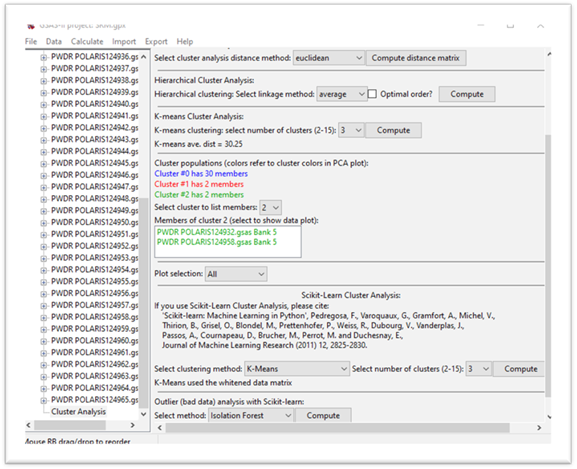 GSAS-II project: SKM.gpx
File Data Calculate Import Export Help
PWDR POLARIS124936.gs
PWDR POLARIS124937.gs
PWDR POLARIS124938.gs
PWDR POLARIS124939.gs
PWDR POLARIS124940.gs
PWDR POLARIS124941.gs
PWDR POLARIS124942.gs
PWDR POLARIS124943.gs
PWDR POLARIS124944.gs
PWDR POLARIS124945.gs
PWDR POLARIS124946.gs
PWDR POLARIS124947.gs
PWDR POLARIS124948.gs
PWDR POLARIS124949.gs
PWDR POLARIS124950.gs
PWDR POLARIS124951.gs
PWDR POLARIS124952.gs
PWDR POLARIS124953.gs
PWDR POLARIS124954.gs
PWDR POLARIS124955.gs
PWDR POLARIS124956.gs
PWDR POLARIS124957.gs
PWDR POLARIS124958.gs
PWDR POLARIS124959.gs
PWDR POLARIS124960.gs
PWDR POLARIS124961.gs
PWDR POLARIS124962.gs
PWDR POLARIS124963.gs
PWDR POLARIS124964.gs
PWDR POLARIS124965.gs
Cluster Analysis
Select cluster analysis distance method: euclidean Compute distance matrix
Hierarchical Cluster Analysis:
Hierarchical clustering: Select linkage method: average Optimal order? Compute
K-means Cluster Analysis:
K-means clustering: select number of clusters (2-15): 3 Compute
K-means ave. dist = 30.25
Cluster populations (colors refer to cluster colors in PCA plot):
Cluster #0 has 30 members
Cluster #1 has 2 members
Cluster #2 has 2 members
Select cluster to list members: 2
Members of cluster 2 (select to show data plot):
PWDR POLARIS124932.gsas Bank 5
PWDR POLARIS124958.gsas Bank 5
Plot selection: All
Scikit-Learn Cluster Analysis:
If you use Scikit-Learn Cluster Analysis, please cite:
'Scikit-learn: Machine Learning in Python', Pedregosa, F., Varoquaux, G., Gramfort, A., Michel, V.,
Thirion, B., Grisel, O., Blondel, M., Prettenhofer, P., Weiss, R., Dubourg, V., Vanderplas, J.,
Passos, A., Cournapeau, D., Brucher, M., Perrot, M. and Duchesnay, E.,
Journal of Machine Learning Research (2011) 12, 2825-2830.
Select clustering method: K-Means Select number of clusters (2-15): 3 Compute
K-Means used the whitened data matrix
Outlier (bad data) analysis with Scikit-learn:
Select method: Isolation Forest Compute
Mouse RB drag/drop to reorder